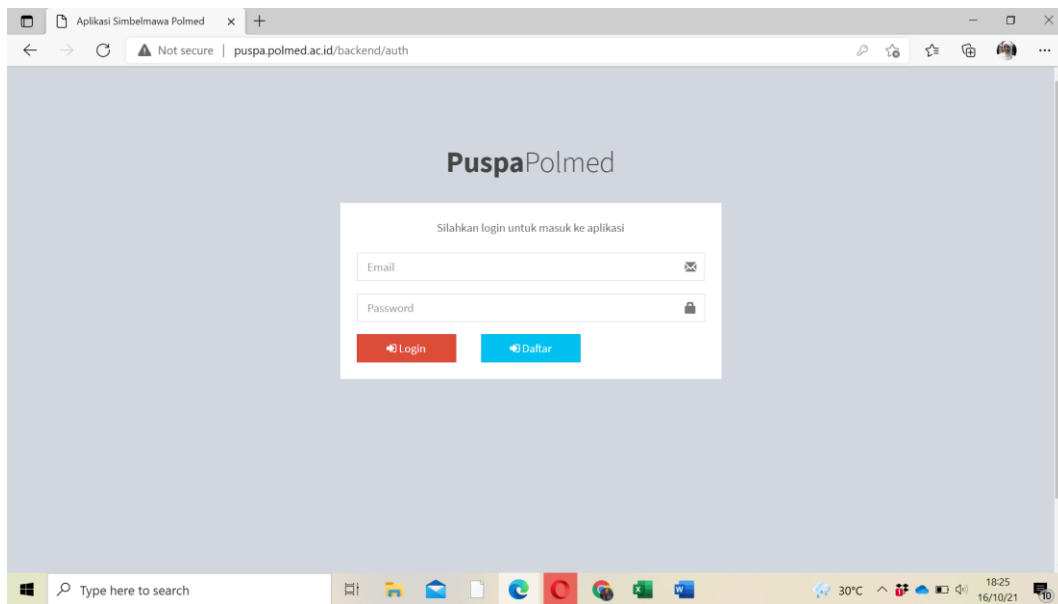 Aplikasi Simbelmawa Polmed
Not secure | puspa.polmed.ac.id/backend/auth
PuspaPolmed
Silahkan login untuk masuk ke aplikasi
Email
Password
Login Daftar
Type here to search
30°C
18:25
16/10/21
10